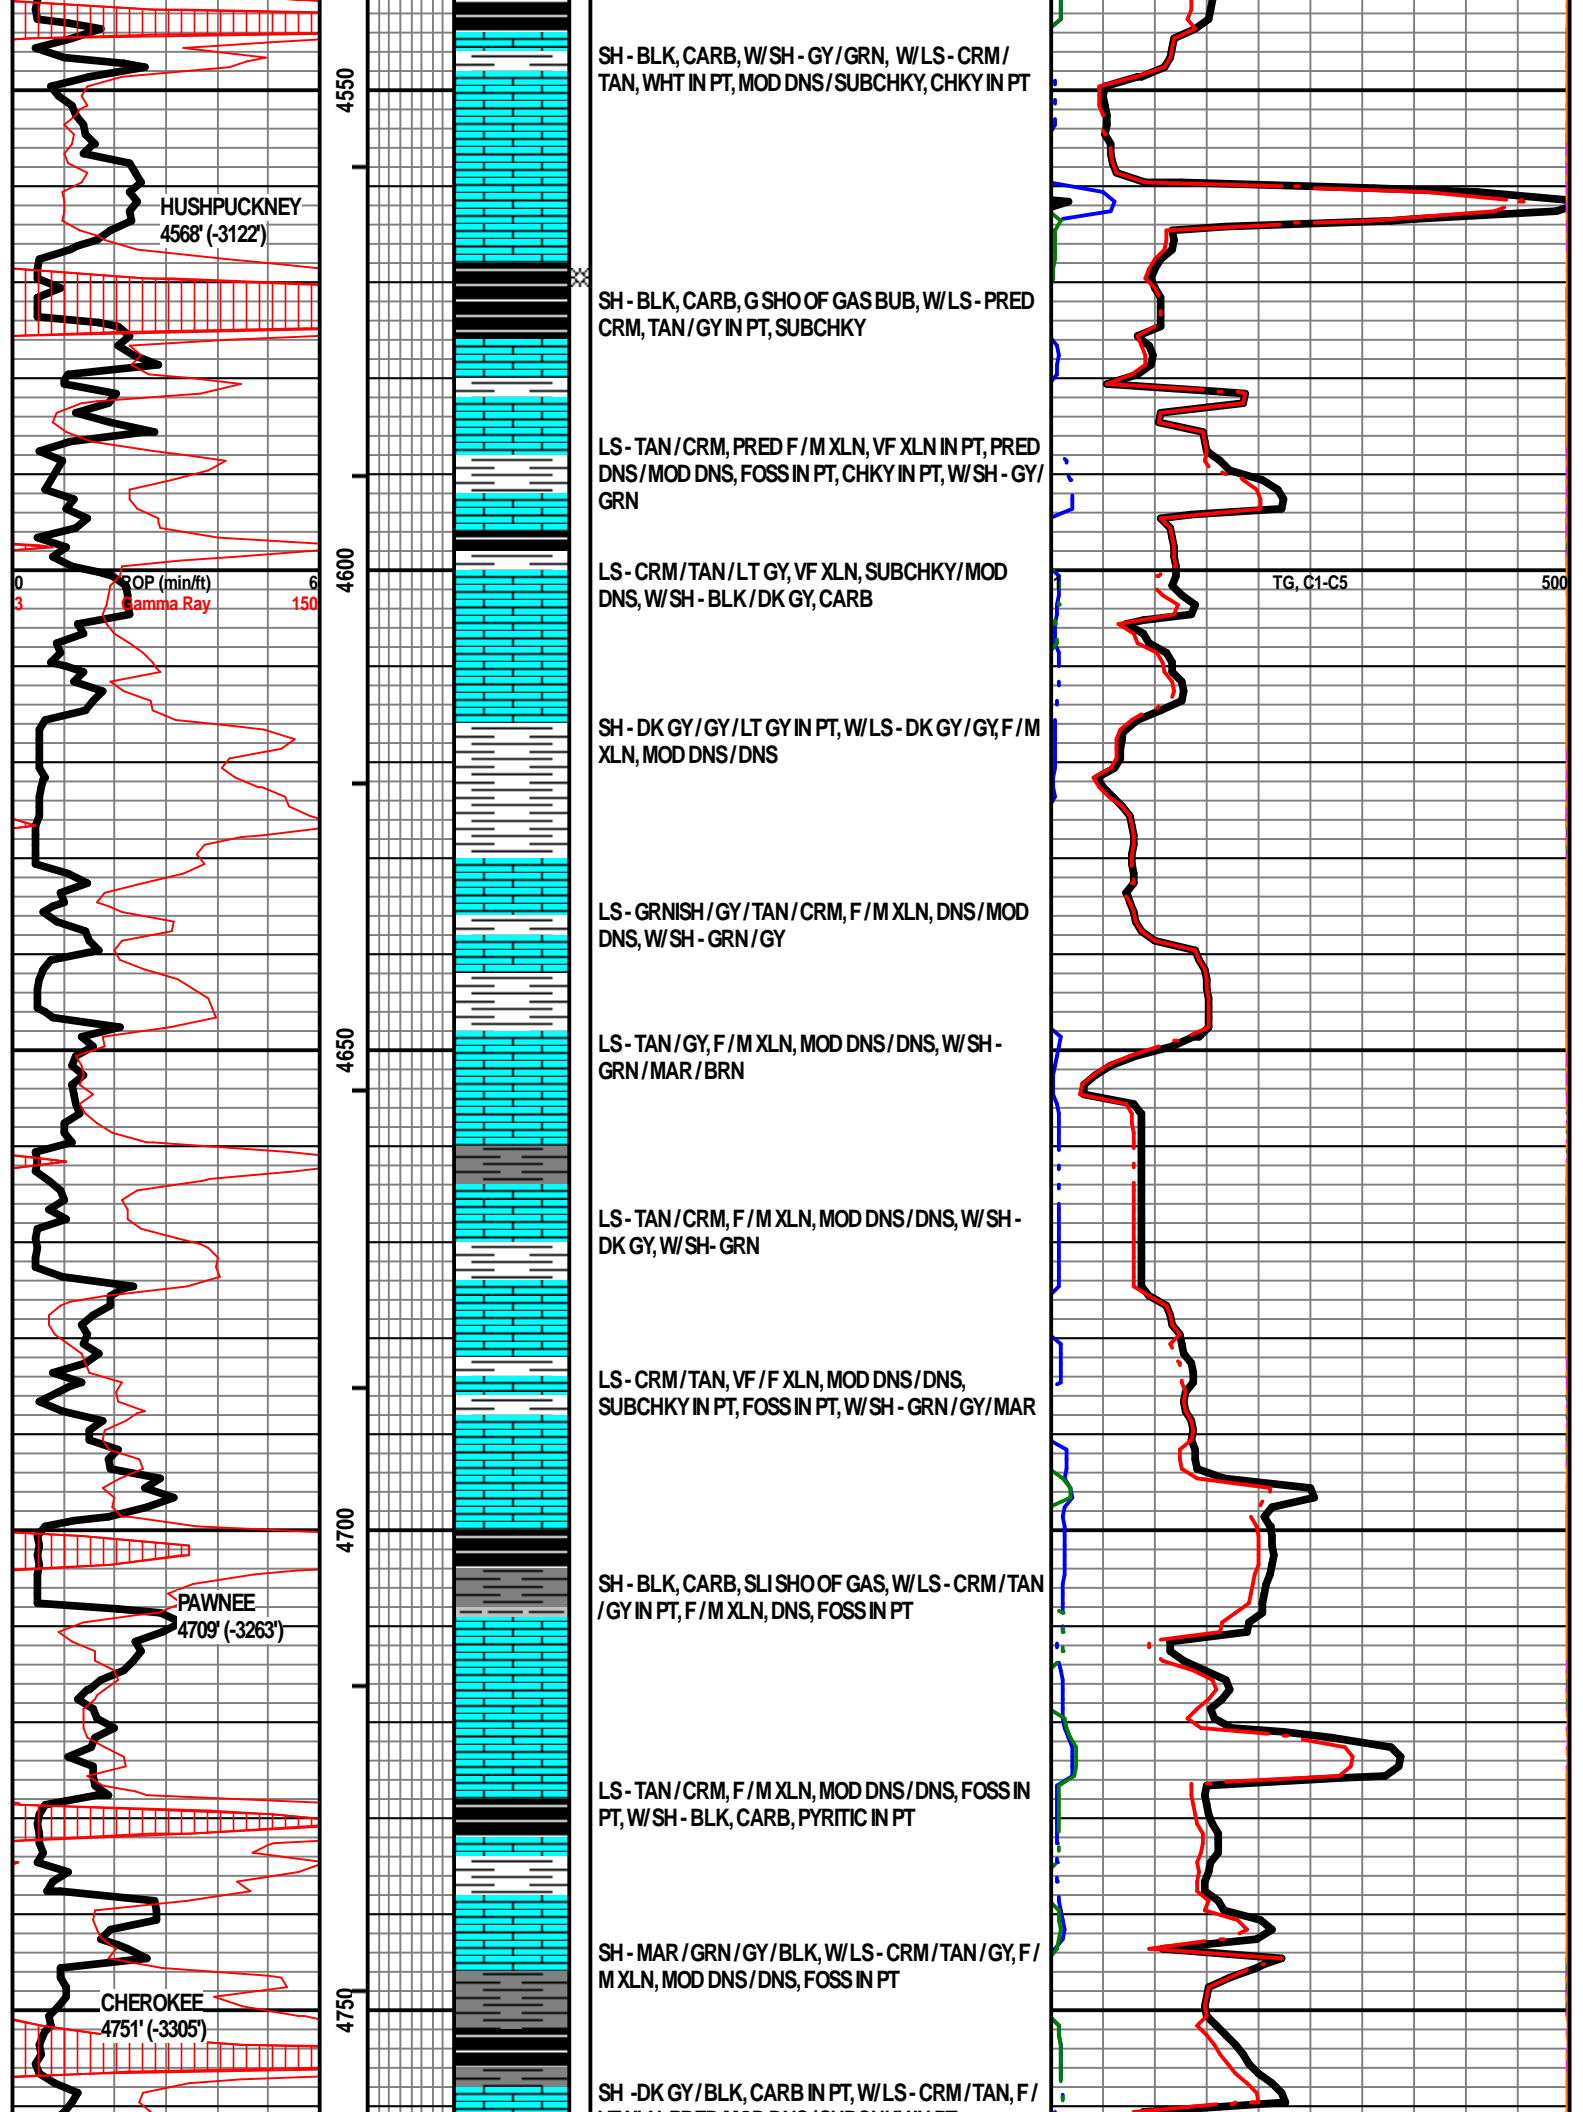 SH - BLK, CARB, W/ SH - GY / GRN, W/ LS - CRM /
TAN, WHT IN PT, MOD DNS / SUBCHKY, CHKY IN PT
4550
HUSHPUCKNEY
4568' (-3122')
SH - BLK, CARB, G SHO OF GAS BUB, W/ LS - PRED
CRM, TAN / GY IN PT, SUBCHKY
LS - TAN / CRM, PRED F / M XLN, VF XLN IN PT, PRED
DNS / MOD DNS, FOSS IN PT, CHKY IN PT, W/ SH - GY /
GRN
4600
0 ROP (min/ft) 6
3 Gamma Ray 150
LS - CRM / TAN / LT GY, VF XLN, SUBCHKY / MOD
DNS, W/ SH - BLK / DK GY, CARB
TG, C1-C5 500
SH - DK GY / GY / LT GY IN PT, W/ LS - DK GY / GY, F / M
XLN, MOD DNS / DNS
LS - GRNISH / GY / TAN / CRM, F / M XLN, DNS / MOD
DNS, W/ SH - GRN / GY
4650
LS - TAN / GY, F / M XLN, MOD DNS / DNS, W/ SH -
GRN / MAR / BRN
LS - TAN / CRM, F / M XLN, MOD DNS / DNS, W/ SH -
DK GY, W/ SH- GRN
LS - CRM / TAN, VF / F XLN, MOD DNS / DNS,
SUBCHKY IN PT, FOSS IN PT, W/ SH - GRN / GY / MAR
4700
SH - BLK, CARB, SLI SHO OF GAS, W/ LS - CRM / TAN
/ GY IN PT, F / M XLN, DNS, FOSS IN PT
PAWNEE
4709' (-3263')
LS - TAN / CRM, F / M XLN, MOD DNS / DNS, FOSS IN
PT, W/ SH - BLK, CARB, PYRITIC IN PT
SH - MAR / GRN / GY / BLK, W/ LS - CRM / TAN / GY, F /
M XLN, MOD DNS / DNS, FOSS IN PT
4750
CHEROKEE
4751' (-3305')
SH -DK GY / BLK, CARB IN PT, W/ LS - CRM / TAN, F /